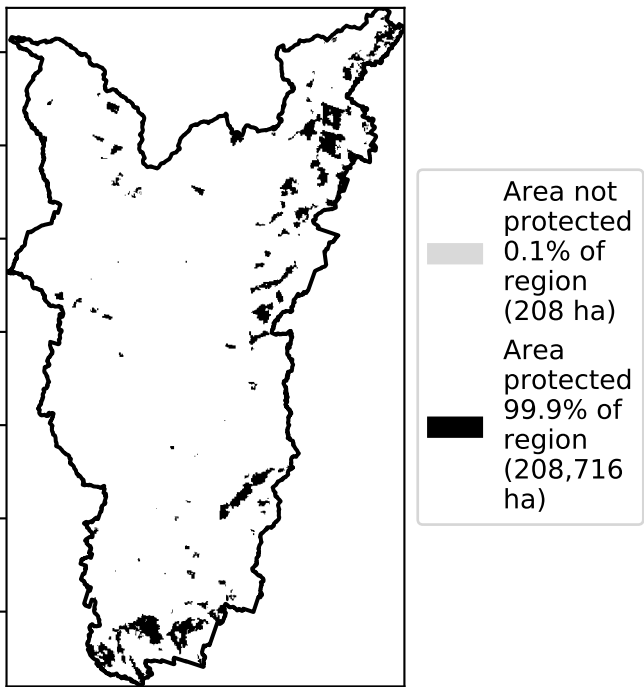 Area not
protected
0.1% of
region
(208 ha)
Area
protected
99.9% of
region
(208,716
ha)